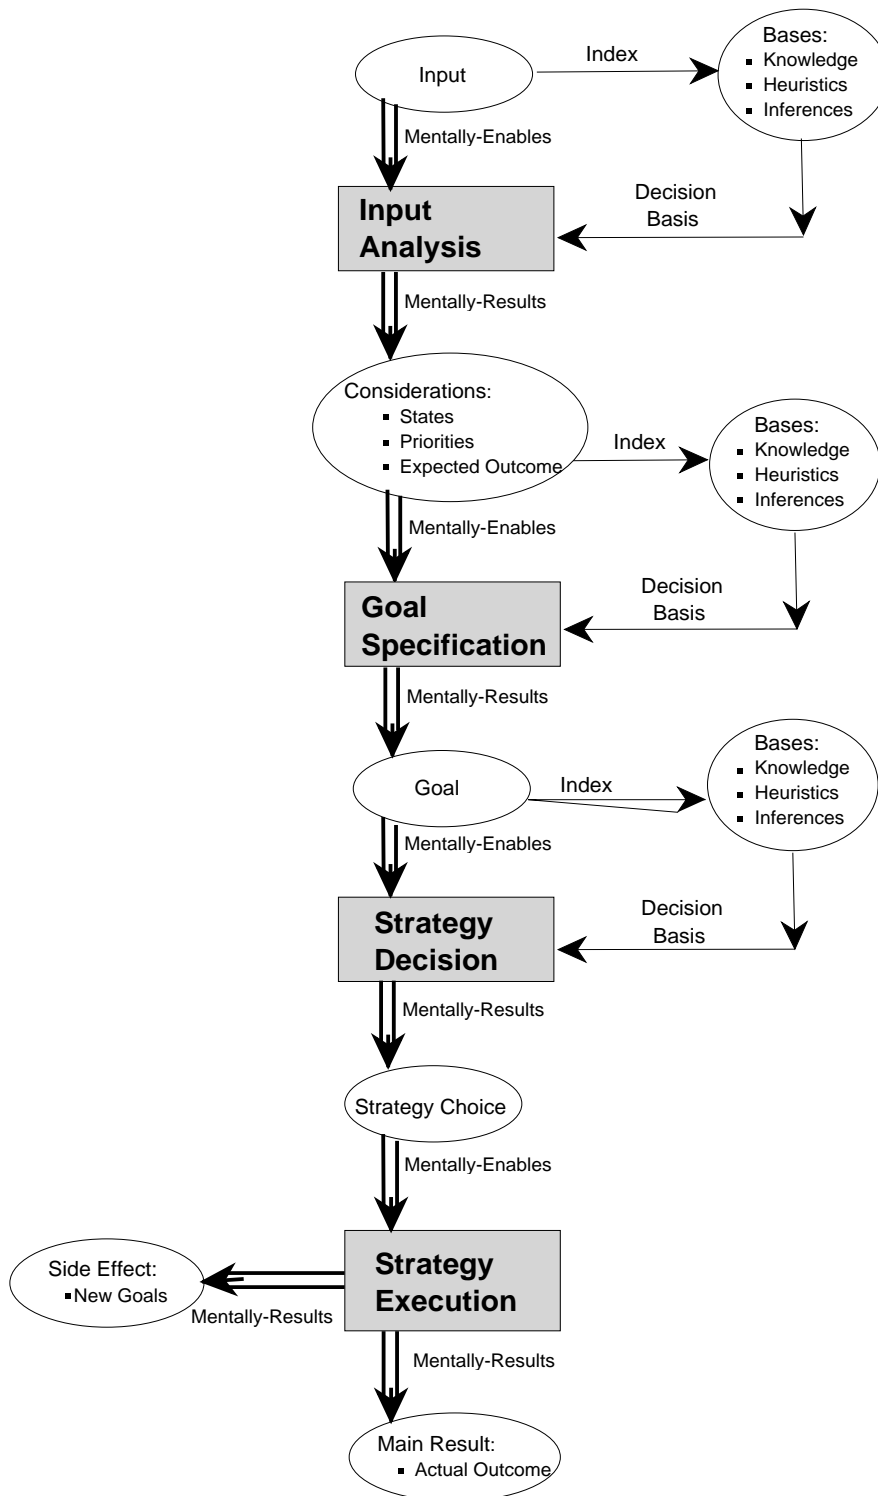 Input
Index
Bases:
▪ Knowledge
▪ Heuristics
▪ Inferences
Mentally-Enables
Input
Analysis
Decision
Basis
Mentally-Results
Considerations:
▪ States
▪ Priorities
▪ Expected Outcome
Index
Bases:
▪ Knowledge
▪ Heuristics
▪ Inferences
Mentally-Enables
Goal
Specification
Decision
Basis
Mentally-Results
Goal
Index
Bases:
▪ Knowledge
▪ Heuristics
▪ Inferences
Mentally-Enables
Strategy
Decision
Decision
Basis
Mentally-Results
Strategy Choice
Mentally-Enables
Strategy
Execution
Side Effect:
▪New Goals
Mentally-Results
Mentally-Results
Main Result:
▪ Actual Outcome